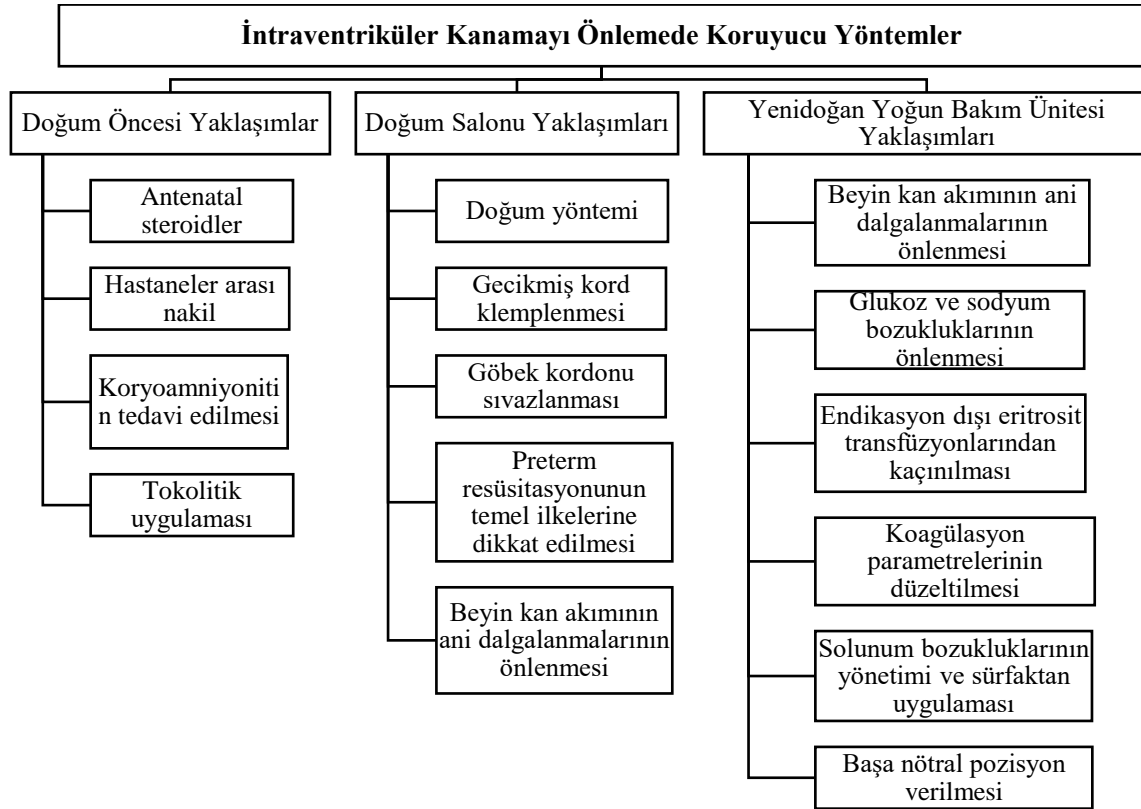 İntraventriküler Kanamayı Önlemede Koruyucu Yöntemler
Doğum Öncesi Yaklaşımlar
Antenatal
steroidler
Hastaneler arası
nakil
Koryoamniyoniti
n tedavi edilmesi
Tokolitik
uygulaması
Doğum Salonu Yaklaşımları
Doğum yöntemi
Gecikmiş kord
klemplenmesi
Göbek kordonu
sıvazlanması
Preterm
resüsitasyonunun
temel ilkelerine
dikkat edilmesi
Beyin kan akımının
ani dalgalanmalarının
önlenmesi
Yenidoğan Yoğun Bakım Ünitesi
Yaklaşımları
Beyin kan akımının ani
dalgalanmalarının
önlenmesi
Glukoz ve sodyum
bozukluklarının
önlenmesi
Endikasyon dışı eritrosit
transfüzyonlarından
kaçınılması
Koagülasyon
parametrelerinin
düzeltilmesi
Solunum bozukluklarının
yönetimi ve sürfaktan
uygulaması
Başa nötral pozisyon
verilmesi